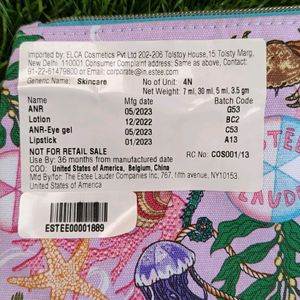 Imported by: ELCA Cosmetics Pvt Ltd 202-206 Tolstoy House,15 Tolsty Marg,
New Delhi. 110001 Consumer Complaint address: Same as above, Contact:
91-22-61479800 or Email: corporate@in.estee.com
Generic Name: Skincare No. of Units: 4N
Net Weight: 7 ml, 30 ml, 5 ml, 3.5 gm
Name Mfg date Batch Code
ANR 05/2023 G53
Lotion 12/2022 BC2
ANR-Eye gel 05/2023 C53
Lipstick 01/2023 A13
NOT FOR RETAIL SALE
Use By: 36 months from manufactured date RC No: COS001/13
COO: United States of America, Belgium, China
Mfd By/for: The Estee Lauder Companies Inc, 767, fifth avenue, NY10153.
United States of America
ESTEE00001889
ESTEE
LAUDE